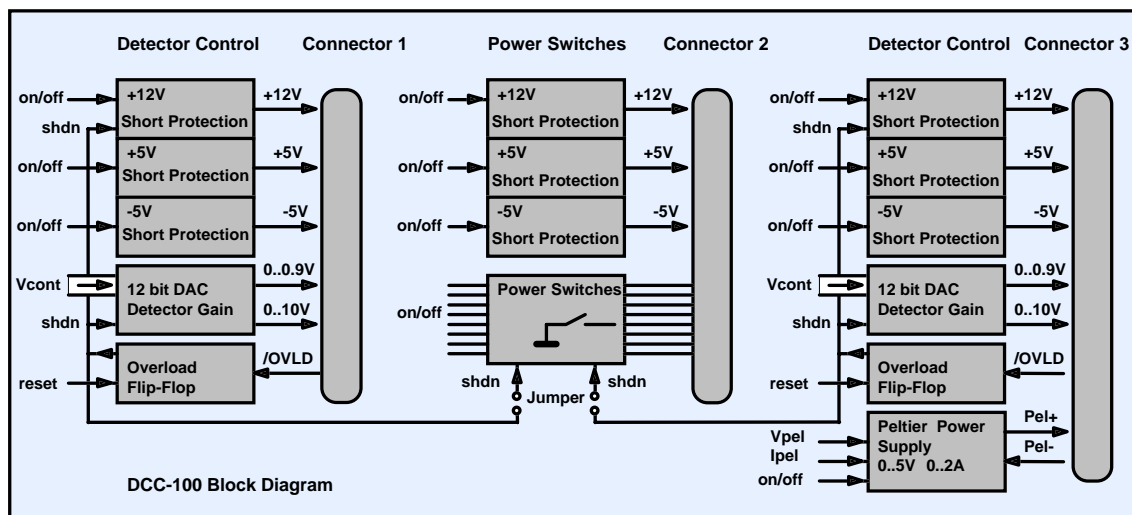 Detector Control
Connector 1
Power Switches
Connector 2
Detector Control
Connector 3
on/off
+12V
Short Protection
+12V
shdn
on/off
+5V
Short Protection
+5V
on/off
-5V
Short Protection
-5V
Vcont
12 bit DAC
Detector Gain
0..0.9V
0..10V
shdn
Overload
Flip-Flop
/OVLD
reset
on/off
+12V
Short Protection
+12V
on/off
+5V
Short Protection
+5V
on/off
-5V
Short Protection
-5V
Power Switches
on/off
shdn
Jumper
shdn
on/off
+12V
Short Protection
+12V
shdn
on/off
+5V
Short Protection
+5V
on/off
-5V
Short Protection
-5V
Vcont
12 bit DAC
Detector Gain
0..0.9V
0..10V
shdn
Overload
Flip-Flop
/OVLD
reset
Vpel
Ipel
on/off
Peltier Power
Supply
0..5V 0..2A
Pel+
Pel-
DCC-100 Block Diagram